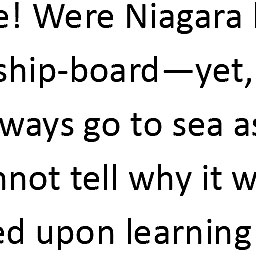 e! Were Niagara
ship-board—yet,
ways go to sea as
nnot tell why it w
ed upon learning